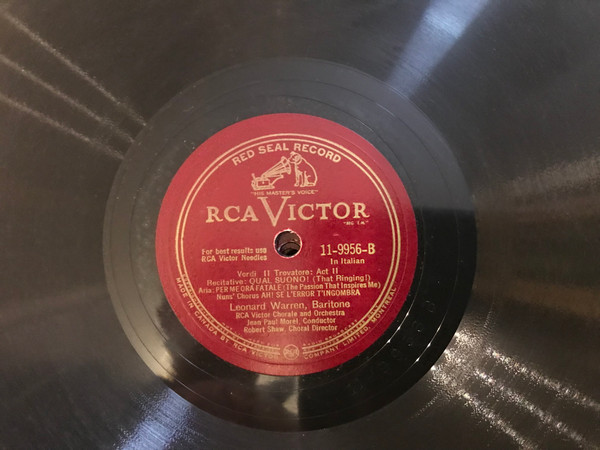 RED SEAL RECORD
"HIS MASTER'S VOICE"
RCA VICTOR
For best results use
RCA Victor Needles
11-9956-B
In Italian
Verdi Il Trovatore: Act II
Recitative: QUAL SUONO! (That Ringing!)
Aria: PER ME ORA FATALE (The Passion That Inspires Me)
Nuns' Chorus AH! SE L'ERROR T'INGOMBRA
Leonard Warren, Baritone
RCA Victor Chorale and Orchestra
Jean Paul Morel, Conductor
Robert Shaw, Choral Director
MADE IN CANADA BY RCA VICTOR COMPANY LIMITED, MONTREAL